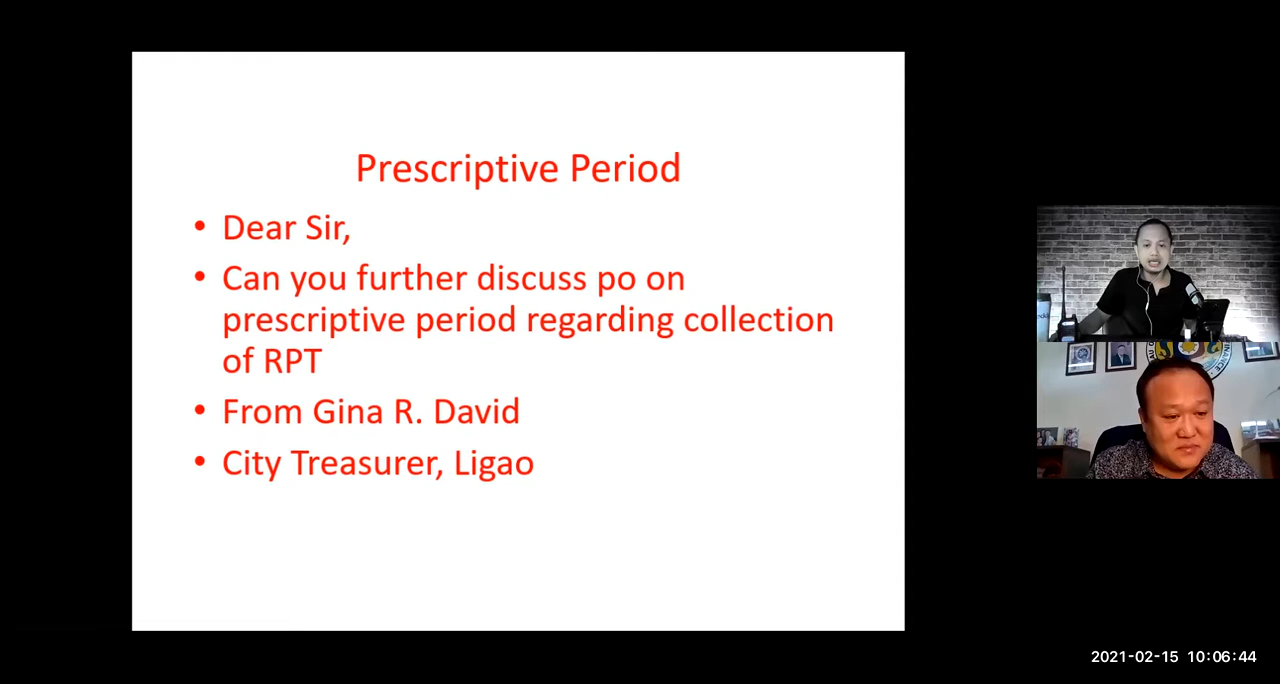 Prescriptive Period
• Dear Sir,
• Can you further discuss po on
prescriptive period regarding collection
of RPT
• From Gina R. David
• City Treasurer, Ligao
2021-02-15 10:06:44